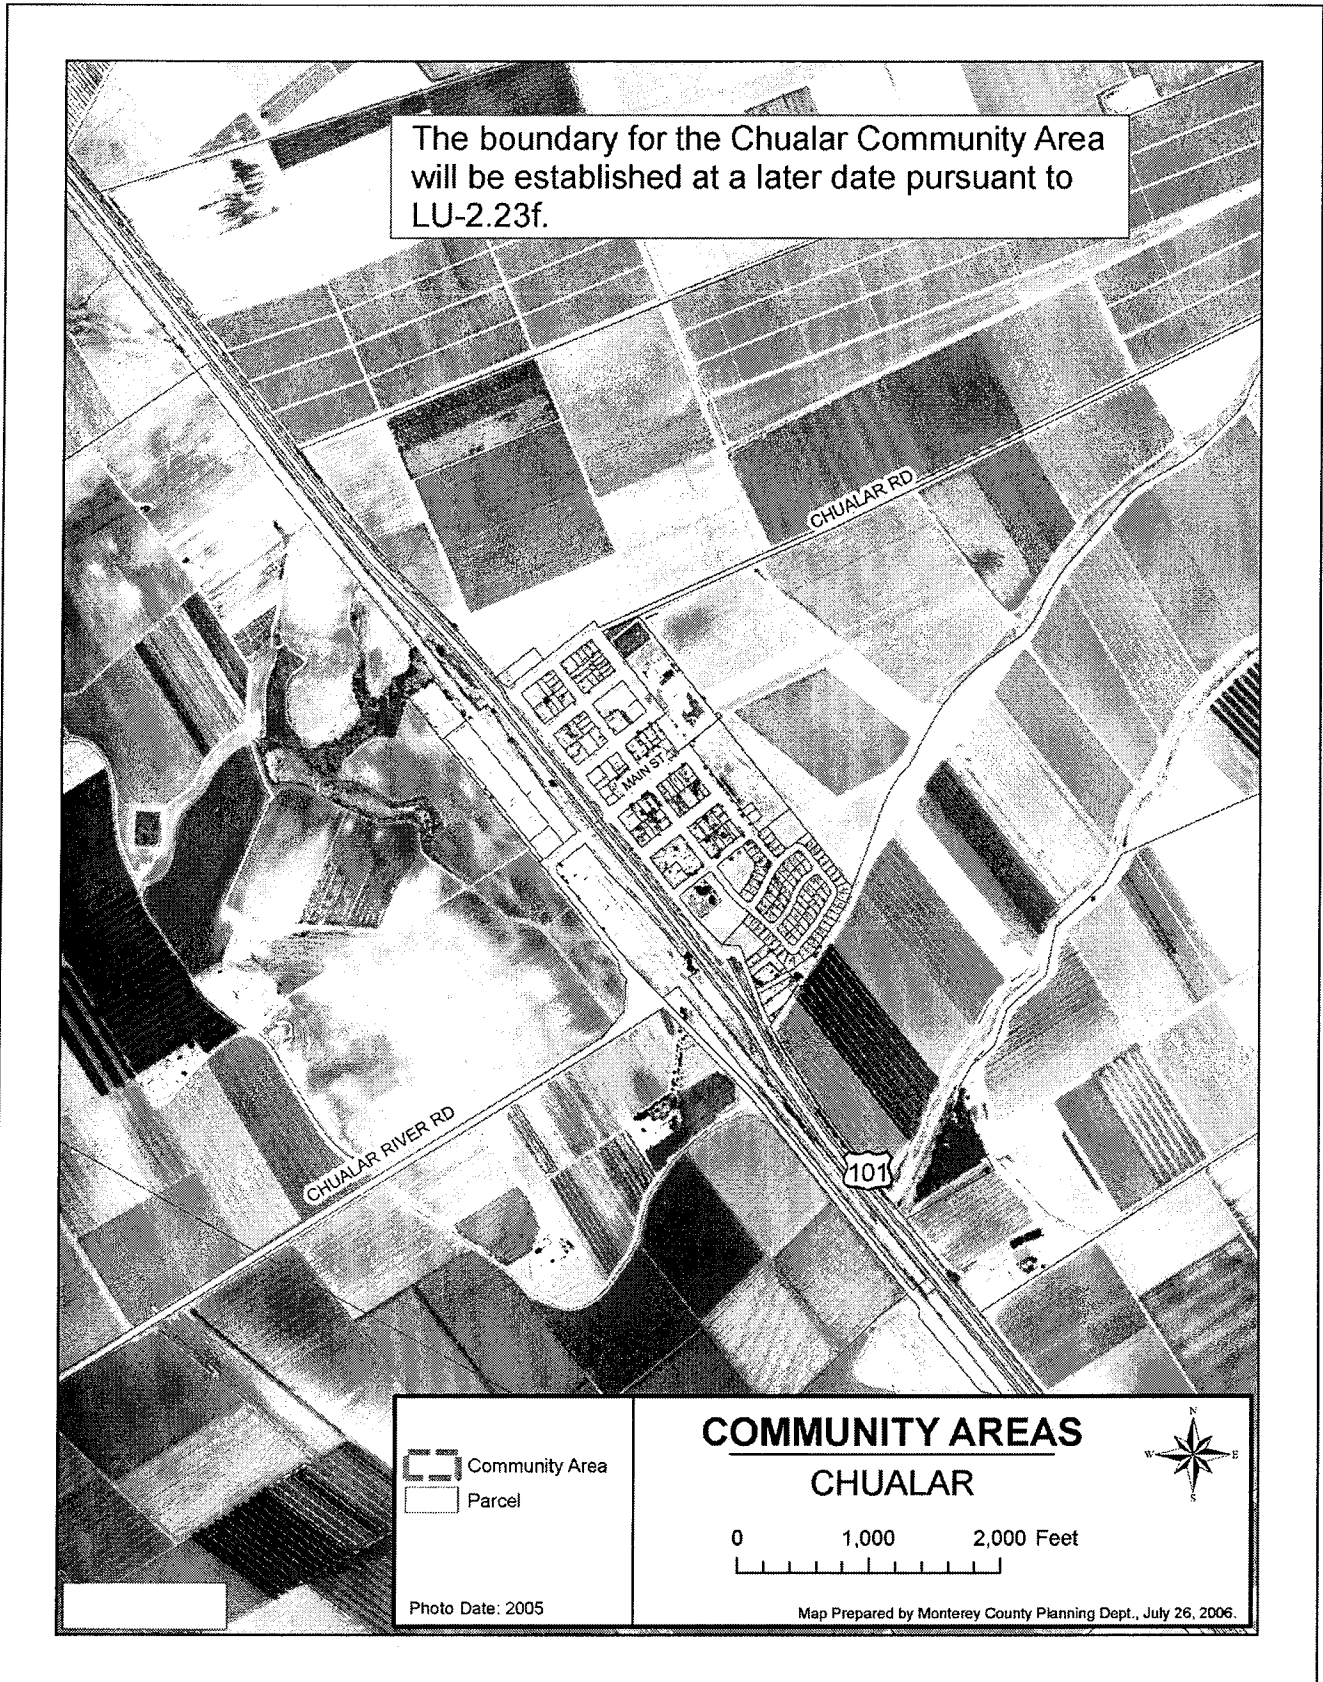 The boundary for the Chualar Community Area
will be established at a later date pursuant to
LU-2.23f.
CHUALAR RD
MAIN ST
CHUALAR RIVER RD
101
Community Area
Parcel
Photo Date: 2005
COMMUNITY AREAS
CHUALAR
N
W
E
S
0 1,000 2,000 Feet
Map Prepared by Monterey County Planning Dept., July 26, 2006.